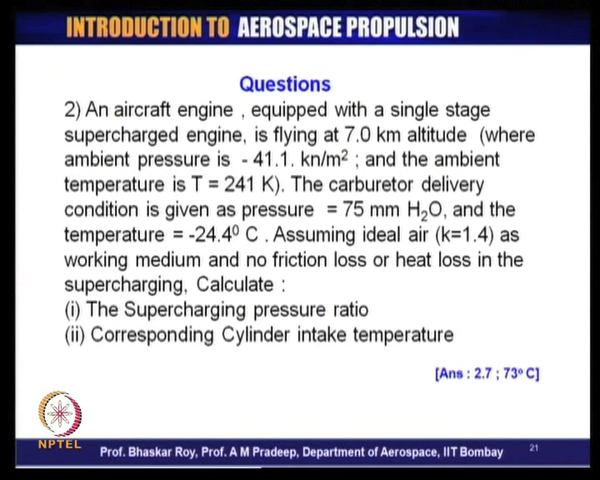 INTRODUCTION TO AEROSPACE PROPULSION
Questions
2) An aircraft engine , equipped with a single stage
supercharged engine, is flying at 7.0 km altitude (where
ambient pressure is - 41.1. kn/m² ; and the ambient
temperature is T = 241 K). The carburetor delivery
condition is given as pressure = 75 mm H₂O, and the
temperature = -24.4⁰ C . Assuming ideal air (k=1.4) as
working medium and no friction loss or heat loss in the
supercharging, Calculate :
(i) The Supercharging pressure ratio
(ii) Corresponding Cylinder intake temperature
[Ans : 2.7 ; 73⁰ C]
NPTEL
Prof. Bhaskar Roy, Prof. A M Pradeep, Department of Aerospace, IIT Bombay
21